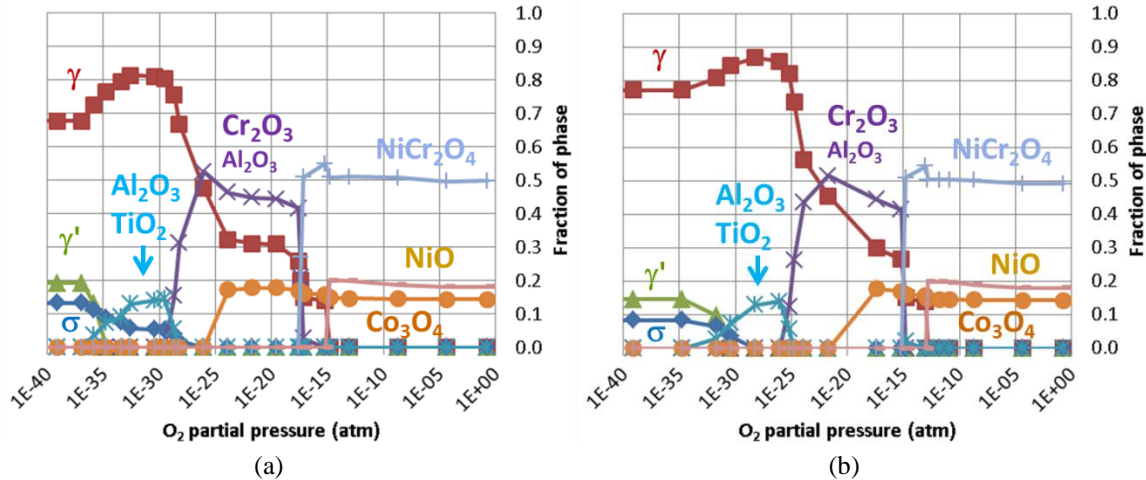 1.0
0.9
0.8
0.7
0.6
0.5
0.4
0.3
0.2
0.1
0.0
Fraction of phase
γ
Cr₂O₃
Al₂O₃
NiCr₂O₄
Al₂O₃
TiO₂
γ'
NiO
σ
Co₃O₄
1E-40
1E-35
1E-30
1E-25
1E-20
1E-15
1E-10
1E-05
1E+00
O₂ partial pressure (atm)
(a)
1.0
0.9
0.8
0.7
0.6
0.5
0.4
0.3
0.2
0.1
0.0
Fraction of phase
γ
Cr₂O₃
Al₂O₃
NiCr₂O₄
Al₂O₃
TiO₂
γ'
NiO
σ
Co₃O₄
1E-40
1E-35
1E-30
1E-25
1E-20
1E-15
1E-10
1E-05
1E+00
O₂ partial pressure (atm)
(b)